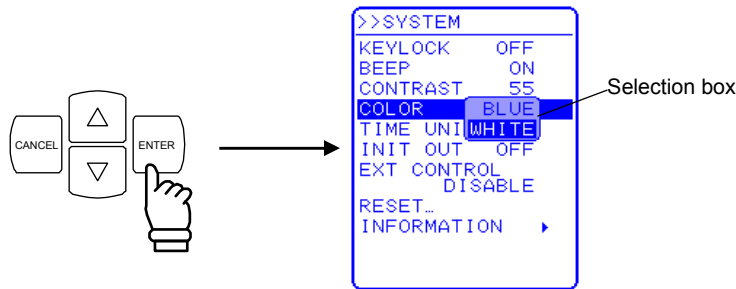 CANCEL
ENTER
>>SYSTEM
KEYLOCK OFF
BEEP ON
CONTRAST 55
COLOR BLUE
TIME UNI WHITE
INIT OUT OFF
EXT CONTROL
DISABLE
RESET…
INFORMATION
Selection box